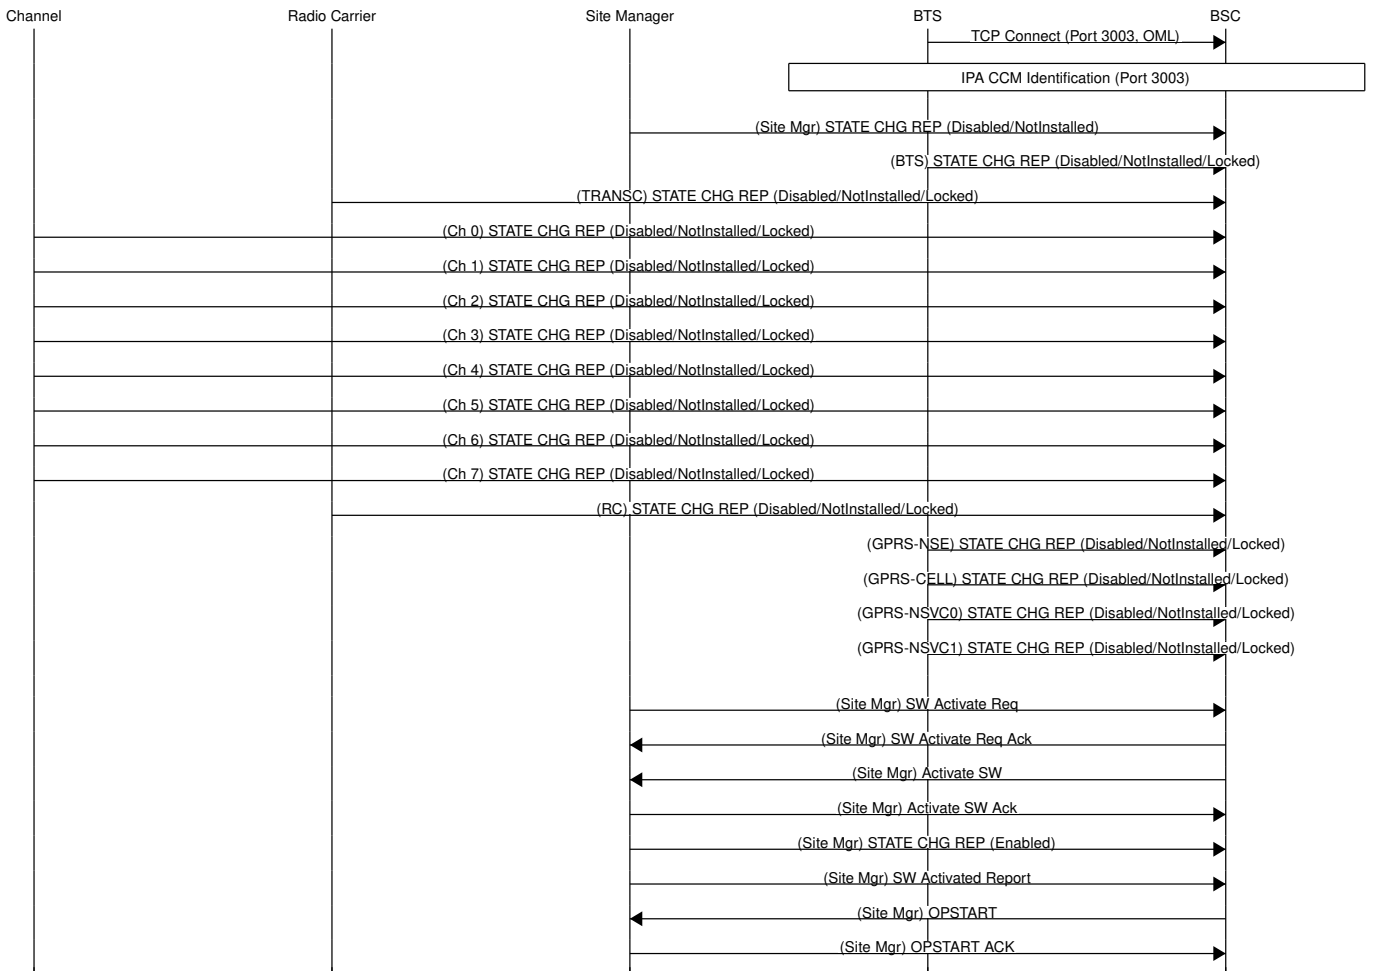 Channel Radio Carrier Site Manager BTS BSC
TCP Connect (Port 3003, OML)
IPA CCM Identification (Port 3003)
(Site Mgr) STATE CHG REP (Disabled/NotInstalled)
(BTS) STATE CHG REP (Disabled/NotInstalled/Locked)
(TRANSC) STATE CHG REP (Disabled/NotInstalled/Locked)
(Ch 0) STATE CHG REP (Disabled/NotInstalled/Locked)
(Ch 1) STATE CHG REP (Disabled/NotInstalled/Locked)
(Ch 2) STATE CHG REP (Disabled/NotInstalled/Locked)
(Ch 3) STATE CHG REP (Disabled/NotInstalled/Locked)
(Ch 4) STATE CHG REP (Disabled/NotInstalled/Locked)
(Ch 5) STATE CHG REP (Disabled/NotInstalled/Locked)
(Ch 6) STATE CHG REP (Disabled/NotInstalled/Locked)
(Ch 7) STATE CHG REP (Disabled/NotInstalled/Locked)
(RC) STATE CHG REP (Disabled/NotInstalled/Locked)
(GPRS-NSE) STATE CHG REP (Disabled/NotInstalled/Locked)
(GPRS-CELL) STATE CHG REP (Disabled/NotInstalled/Locked)
(GPRS-NSVC0) STATE CHG REP (Disabled/NotInstalled/Locked)
(GPRS-NSVC1) STATE CHG REP (Disabled/NotInstalled/Locked)
(Site Mgr) SW Activate Req
(Site Mgr) SW Activate Req Ack
(Site Mgr) Activate SW
(Site Mgr) Activate SW Ack
(Site Mgr) STATE CHG REP (Enabled)
(Site Mgr) SW Activated Report
(Site Mgr) OPSTART
(Site Mgr) OPSTART ACK